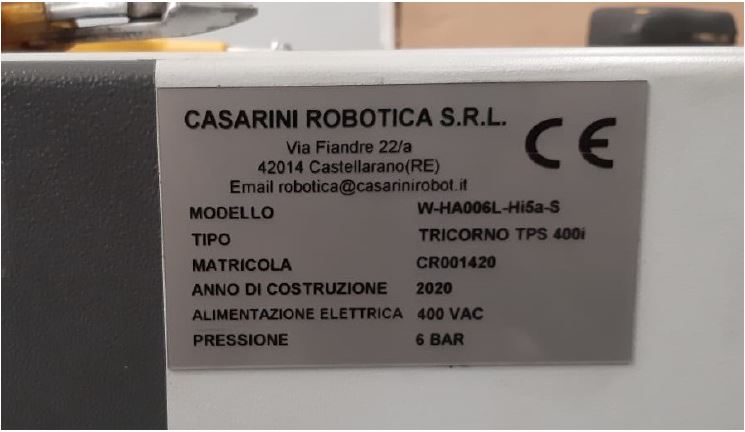 CASARINI ROBOTICA S.R.L.
Via Fiandre 22/a
42014 Castellarano(RE)
Email robotica@casarinirobot.it
CE
MODELLO W-HA006L-Hi5a-S
TIPO TRICORNO TPS 400i
MATRICOLA CR001420
ANNO DI COSTRUZIONE 2020
ALIMENTAZIONE ELETTRICA 400 VAC
PRESSIONE 6 BAR